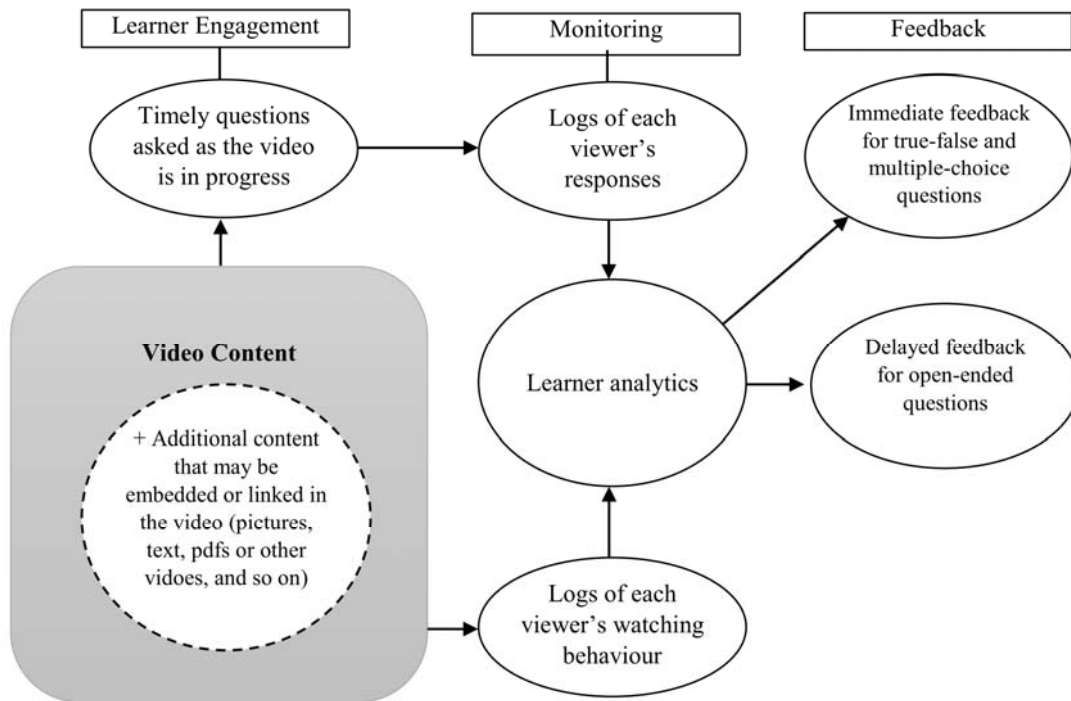 Learner Engagement
Timely questions
asked as the video
is in progress
Video Content
+ Additional content
that may be
embedded or linked in
the video (pictures,
text, pdfs or other
vidoes, and so on)
Monitoring
Logs of each
viewer’s
responses
Learner analytics
Logs of each
viewer’s watching
behaviour
Feedback
Immediate feedback
for true-false and
multiple-choice
questions
Delayed feedback
for open-ended
questions